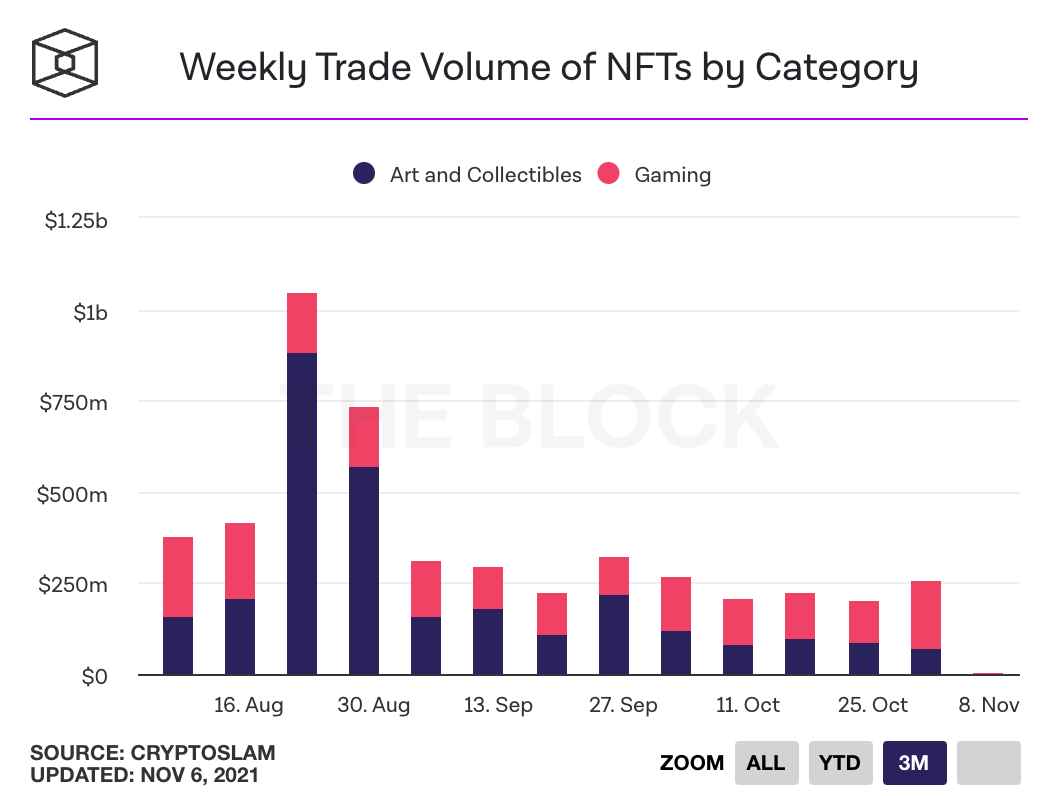 Weekly Trade Volume of NFTs by Category
Art and Collectibles Gaming
$1.25b
$1b
$750m
$500m
$250m
$0
THE BLOCK
16. Aug 30. Aug 13. Sep 27. Sep 11. Oct 25. Oct 8. Nov
SOURCE: CRYPTOSLAM
UPDATED: NOV 6, 2021
ZOOM ALL YTD 3M